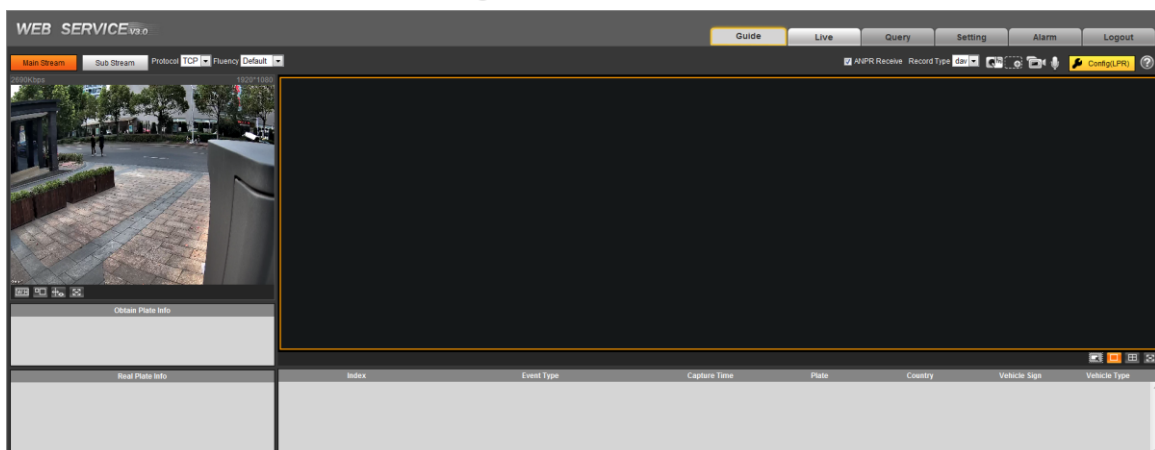 WEB SERVICE V3.0
Guide Live Query Setting Alarm Logout
Main Stream Sub Stream Protocol TCP Fluency Default ANPR Receive Record Type dav Config(LPR) ?
2690Kbps 1920*1080
Obtain Plate Info
Real Plate Info Index Event Type Capture Time Plate Country Vehicle Sign Vehicle Type